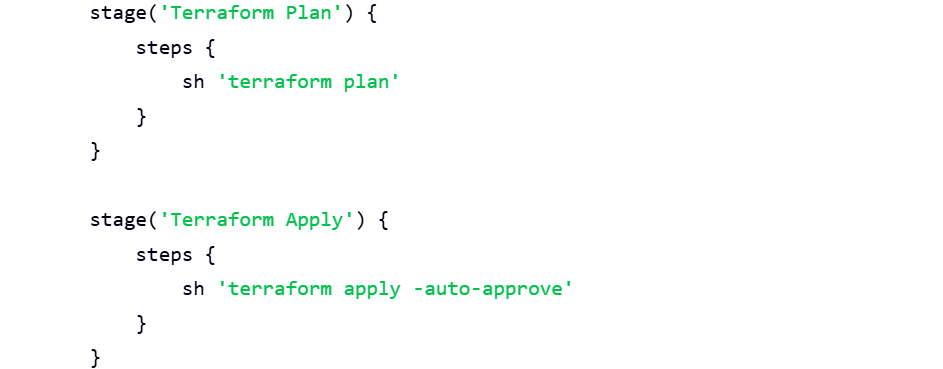 stage('Terraform Plan') {
    steps {
        sh 'terraform plan'
    }
}

stage('Terraform Apply') {
    steps {
        sh 'terraform apply -auto-approve'
    }
}